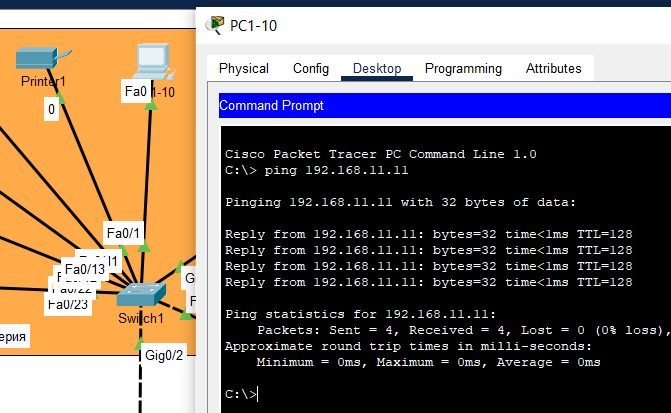 PC1-10
Physical Config Desktop Programming Attributes
Command Prompt
Cisco Packet Tracer PC Command Line 1.0
C:\> ping 192.168.11.11
Pinging 192.168.11.11 with 32 bytes of data:
Reply from 192.168.11.11: bytes=32 time<1ms TTL=128
Reply from 192.168.11.11: bytes=32 time<1ms TTL=128
Reply from 192.168.11.11: bytes=32 time<1ms TTL=128
Reply from 192.168.11.11: bytes=32 time<1ms TTL=128
Ping statistics for 192.168.11.11:
Packets: Sent = 4, Received = 4, Lost = 0 (0% loss),
Approximate round trip times in milli-seconds:
Minimum = 0ms, Maximum = 0ms, Average = 0ms
C:\>
Printer1
0
Fa0
1-10
Fa0/1
Fa0/13
Fa0/22
Fa0/23
Switch1
ерия
Gig0/2